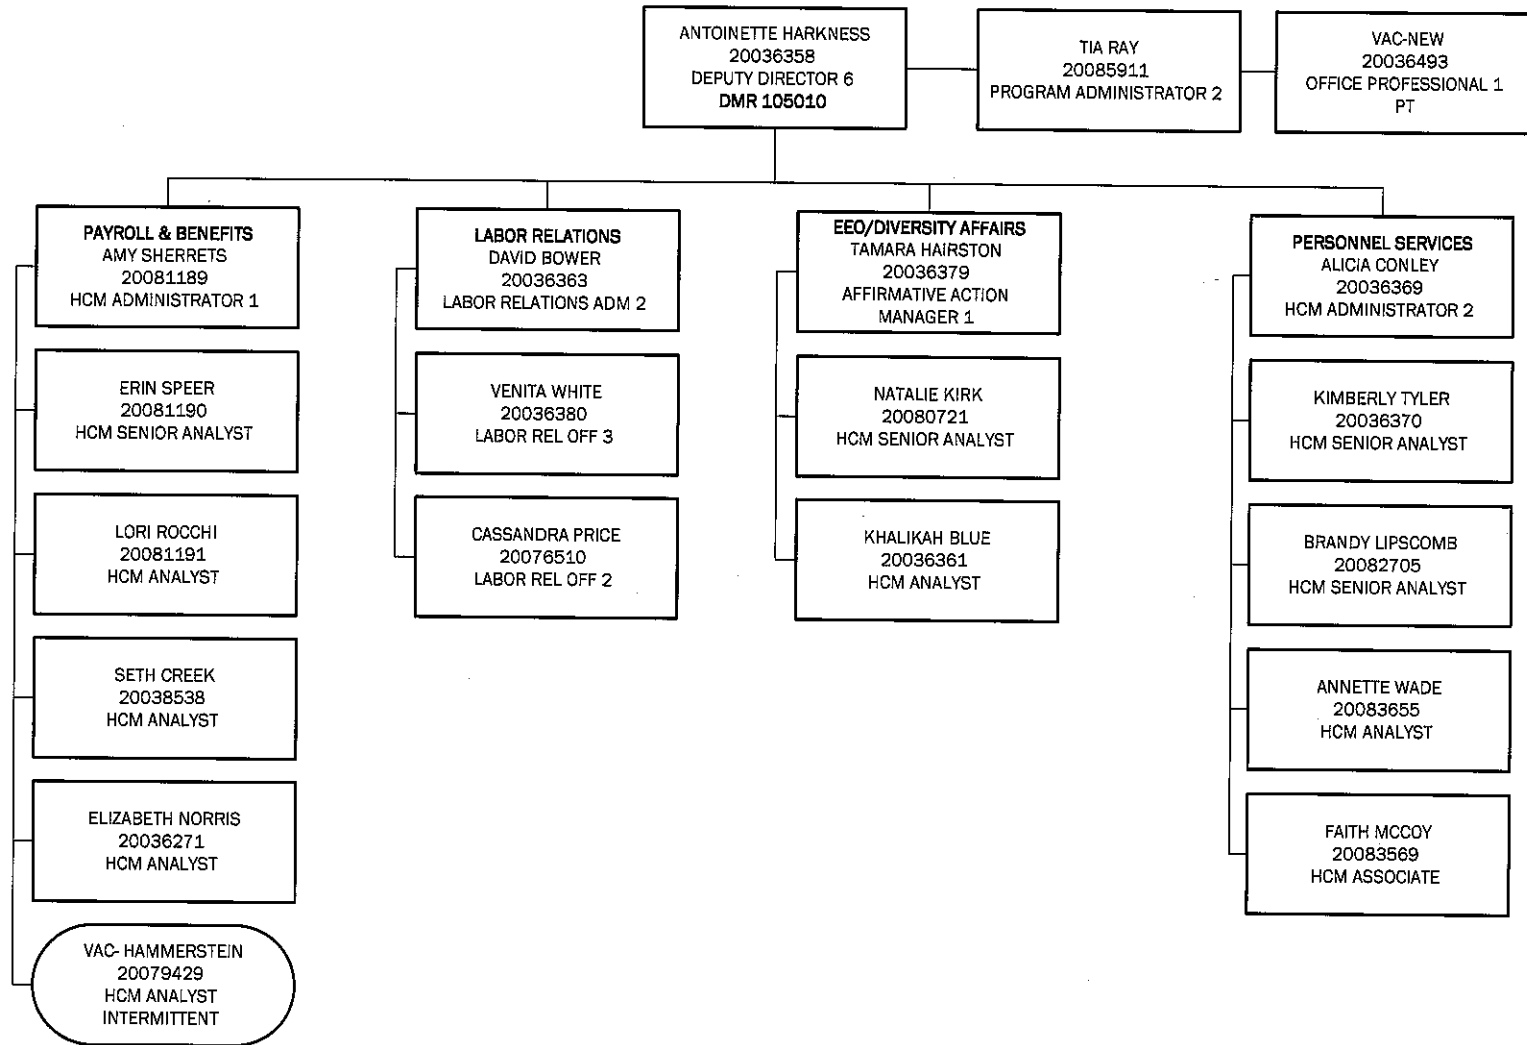 ANTOINETTE HARKNESS
20036358
DEPUTY DIRECTOR 6
DMR 105010
TIA RAY
20085911
PROGRAM ADMINISTRATOR 2
VAC-NEW
20036493
OFFICE PROFESSIONAL 1
PT
PAYROLL & BENEFITS
AMY SHERRETS
20081189
HCM ADMINISTRATOR 1
ERIN SPEER
20081190
HCM SENIOR ANALYST
LORI ROCCHI
20081191
HCM ANALYST
SETH CREEK
20038538
HCM ANALYST
ELIZABETH NORRIS
20036271
HCM ANALYST
VAC- HAMMERSTEIN
20079429
HCM ANALYST
INTERMITTENT
LABOR RELATIONS
DAVID BOWER
20036363
LABOR RELATIONS ADM 2
VENITA WHITE
20036380
LABOR REL OFF 3
CASSANDRA PRICE
20076510
LABOR REL OFF 2
EEO/DIVERSITY AFFAIRS
TAMARA HAIRSTON
20036379
AFFIRMATIVE ACTION
MANAGER 1
NATALIE KIRK
20080721
HCM SENIOR ANALYST
KHALIKAH BLUE
20036361
HCM ANALYST
PERSONNEL SERVICES
ALICIA CONLEY
20036369
HCM ADMINISTRATOR 2
KIMBERLY TYLER
20036370
HCM SENIOR ANALYST
BRANDY LIPSCOMB
20082705
HCM SENIOR ANALYST
ANNETTE WADE
20083655
HCM ANALYST
FAITH MCCOY
20083569
HCM ASSOCIATE